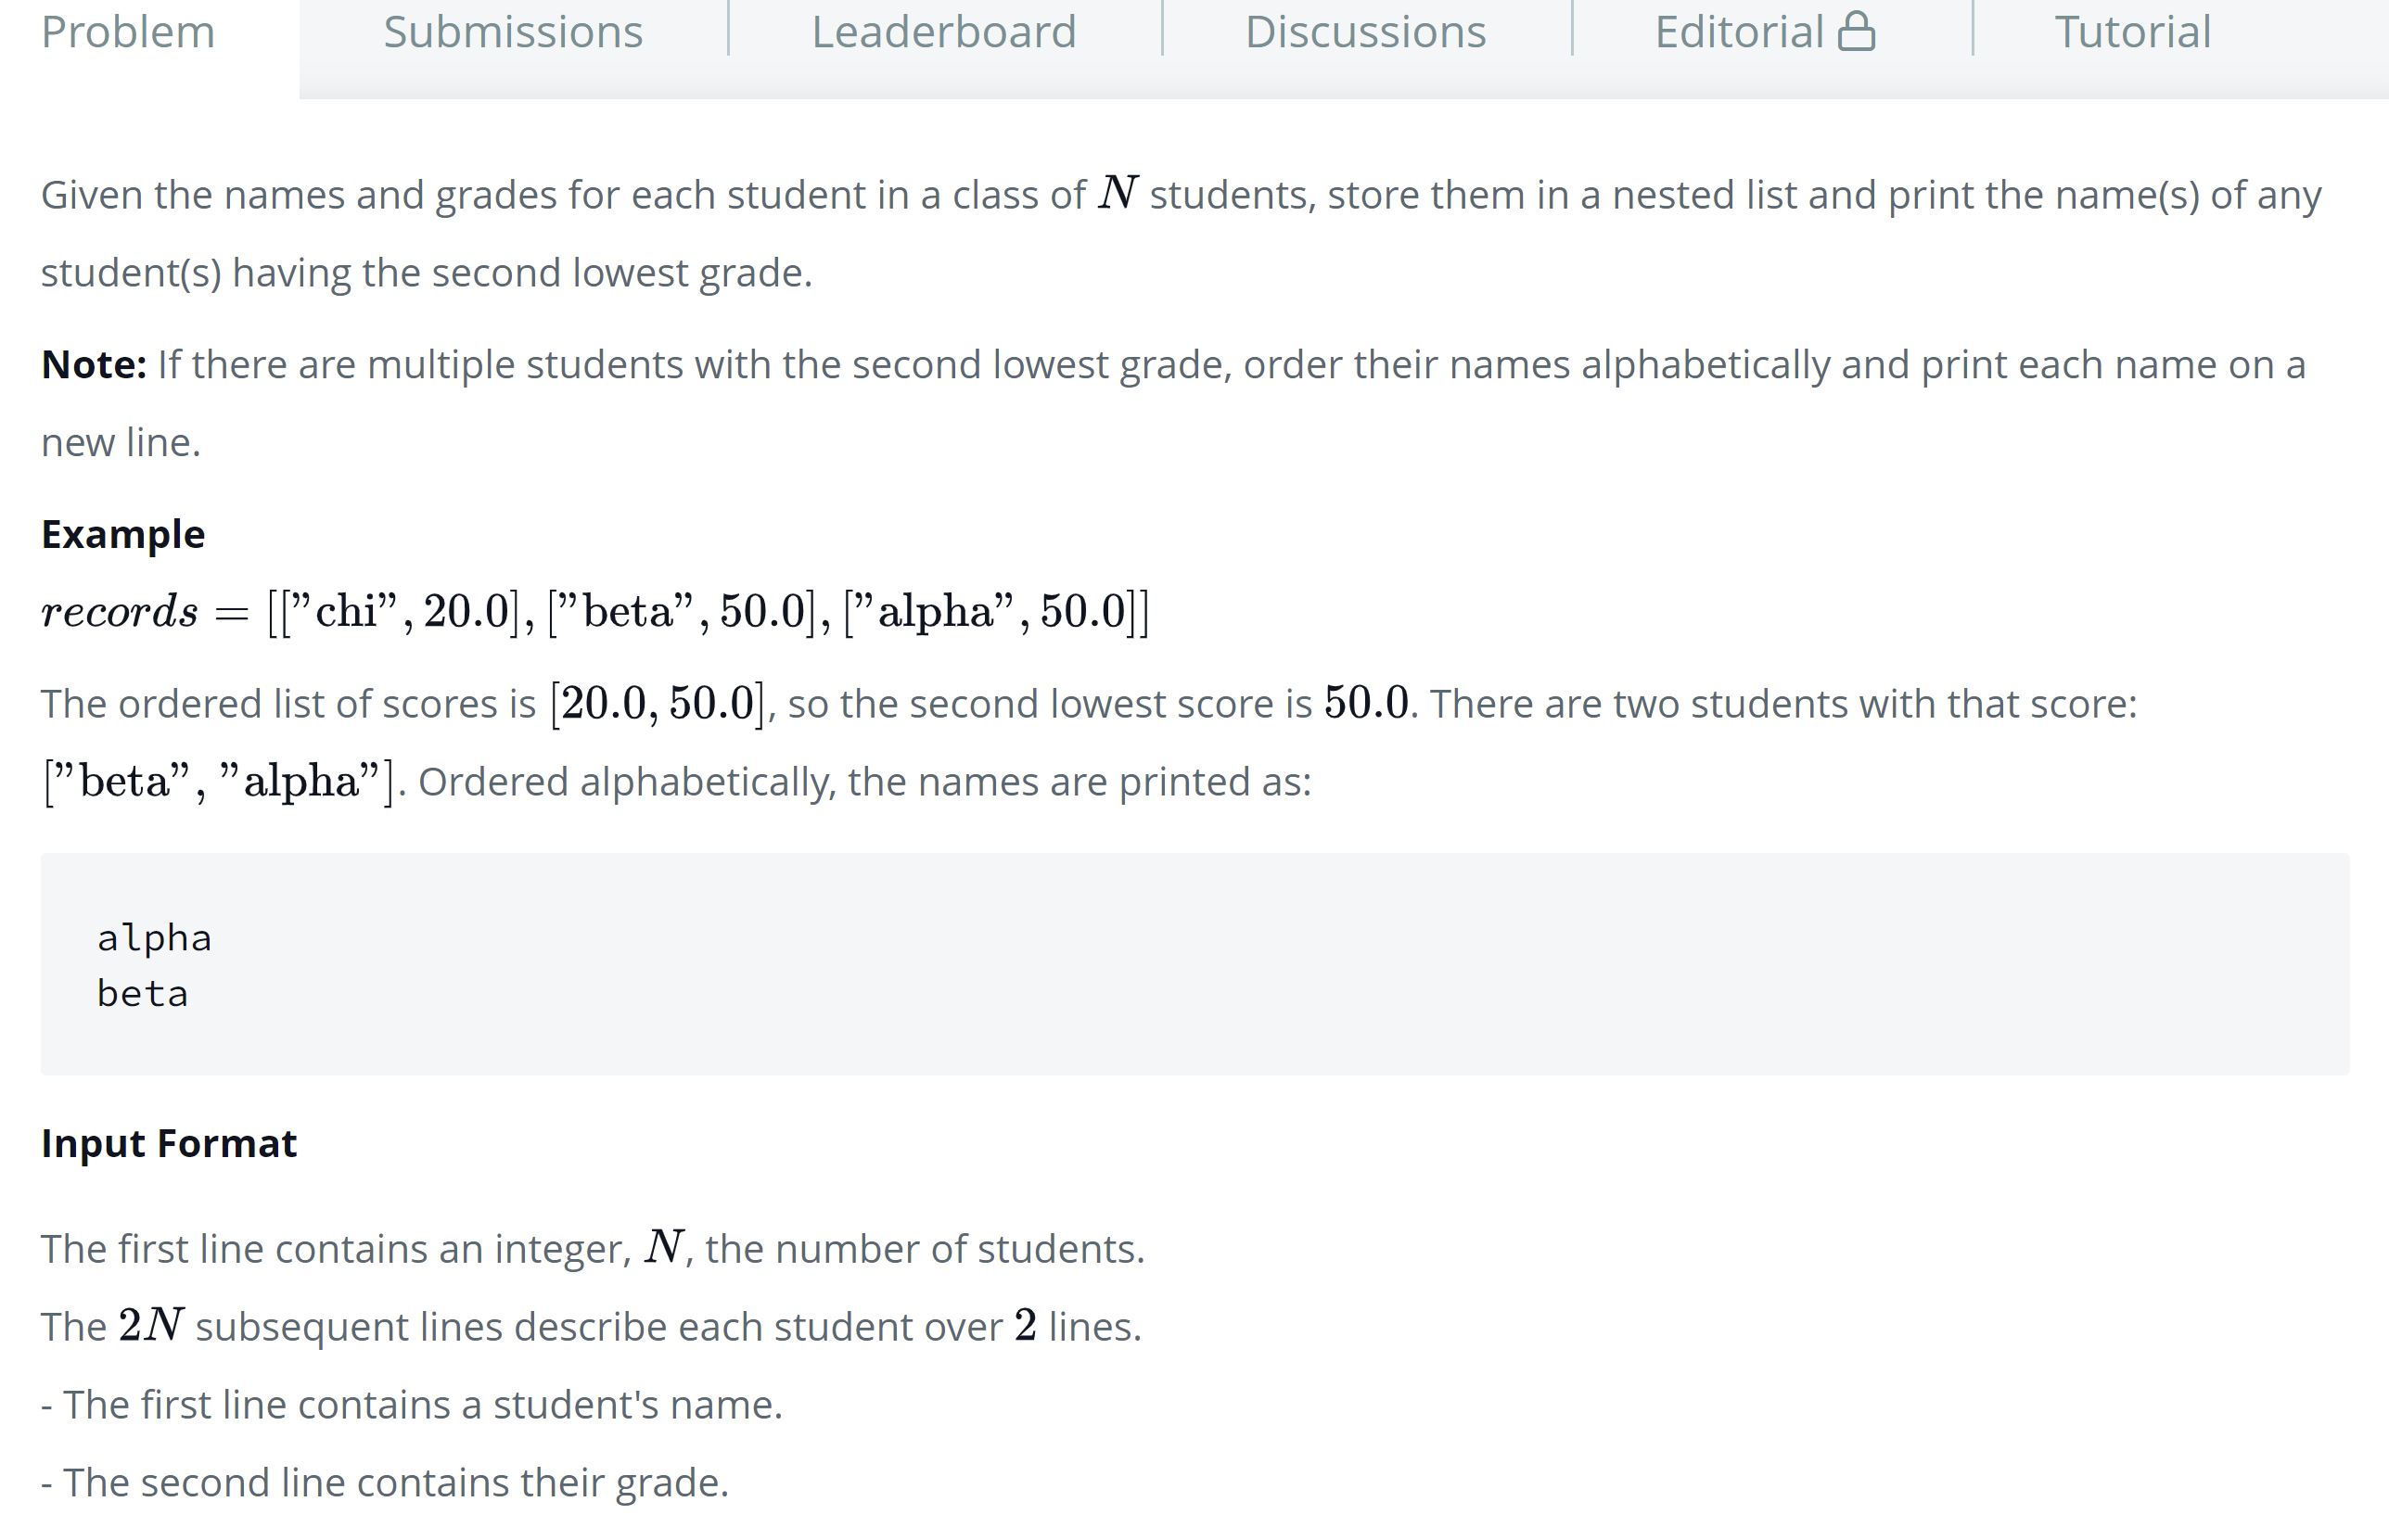 Problem
Submissions
Leaderboard
Discussions
Editorial
Tutorial
Given the names and grades for each student in a class of N students, store them in a nested list and print the name(s) of any
student(s) having the second lowest grade.
Note: If there are multiple students with the second lowest grade, order their names alphabetically and print each name on a
new line.
Example
records = [["chi", 20.0], ["beta", 50.0], ["alpha", 50.0]]
The ordered list of scores is [20.0, 50.0], so the second lowest score is 50.0. There are two students with that score:
["beta", "alpha"]. Ordered alphabetically, the names are printed as:
alpha
beta
Input Format
The first line contains an integer, N, the number of students.
The 2N subsequent lines describe each student over 2 lines.
- The first line contains a student's name.
- The second line contains their grade.